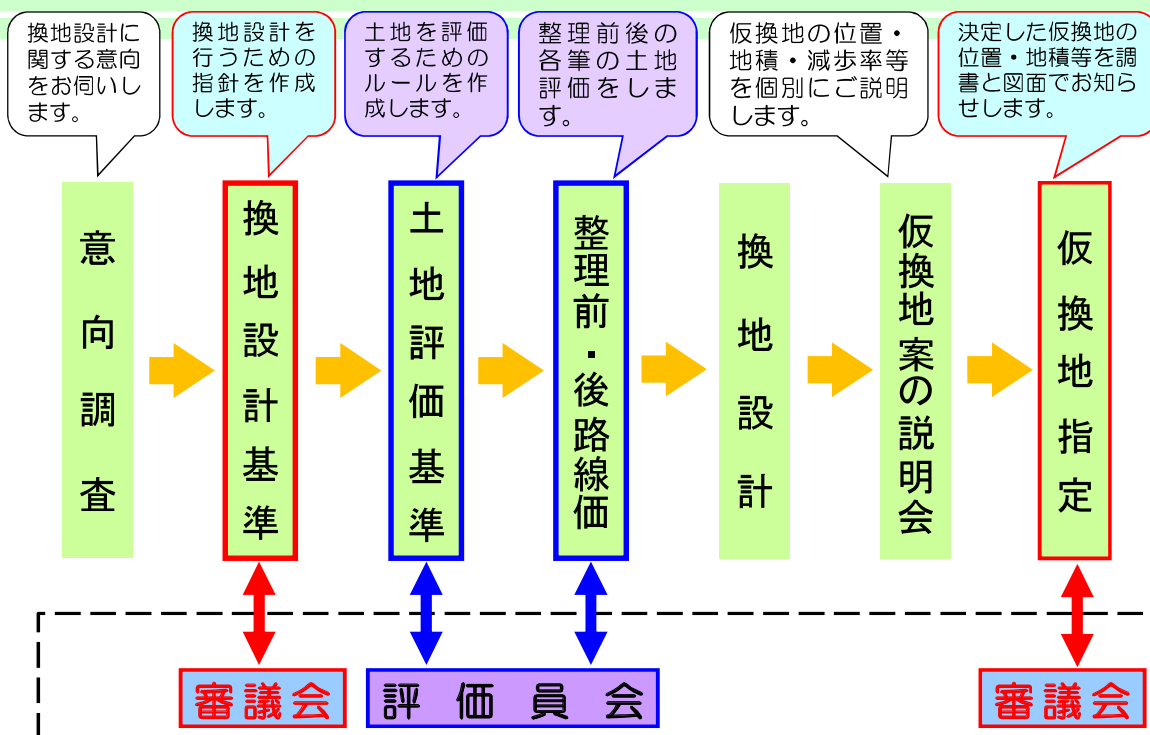 換地設計に
関する意向
をお伺いし
ます。
換地設計を
行うための
指針を作成
します。
土地を評価
するための
ルールを作
成します。
整理前後の
各筆の土地
評価をしま
す。
仮換地の位置・
地積・減歩率等
を個別にご説明
します。
決定した仮換地の
位置・地積等を調
書と図面でお知ら
せします。
意向調査
換地設計基準
土地評価基準
整理前・後路線価
換地設計
仮換地案の説明会
仮換地指定
審議会
評価員会
審議会